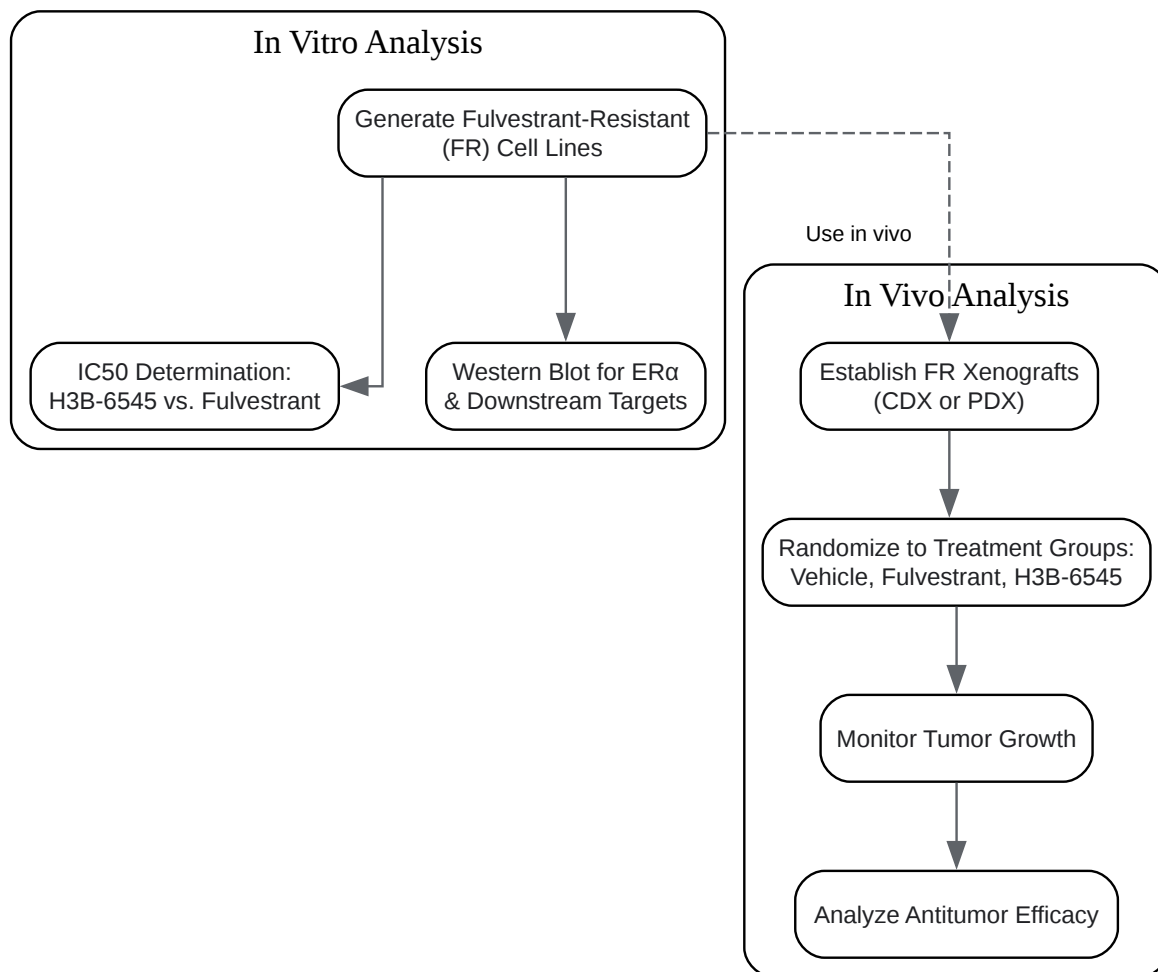 In Vitro Analysis
Generate Fulvestrant-Resistant
(FR) Cell Lines
Use in vivo
IC50 Determination:
H3B-6545 vs. Fulvestrant
Western Blot for ERα
& Downstream Targets
In Vivo Analysis
Establish FR Xenografts
(CDX or PDX)
Randomize to Treatment Groups:
Vehicle, Fulvestrant, H3B-6545
Monitor Tumor Growth
Analyze Antitumor Efficacy